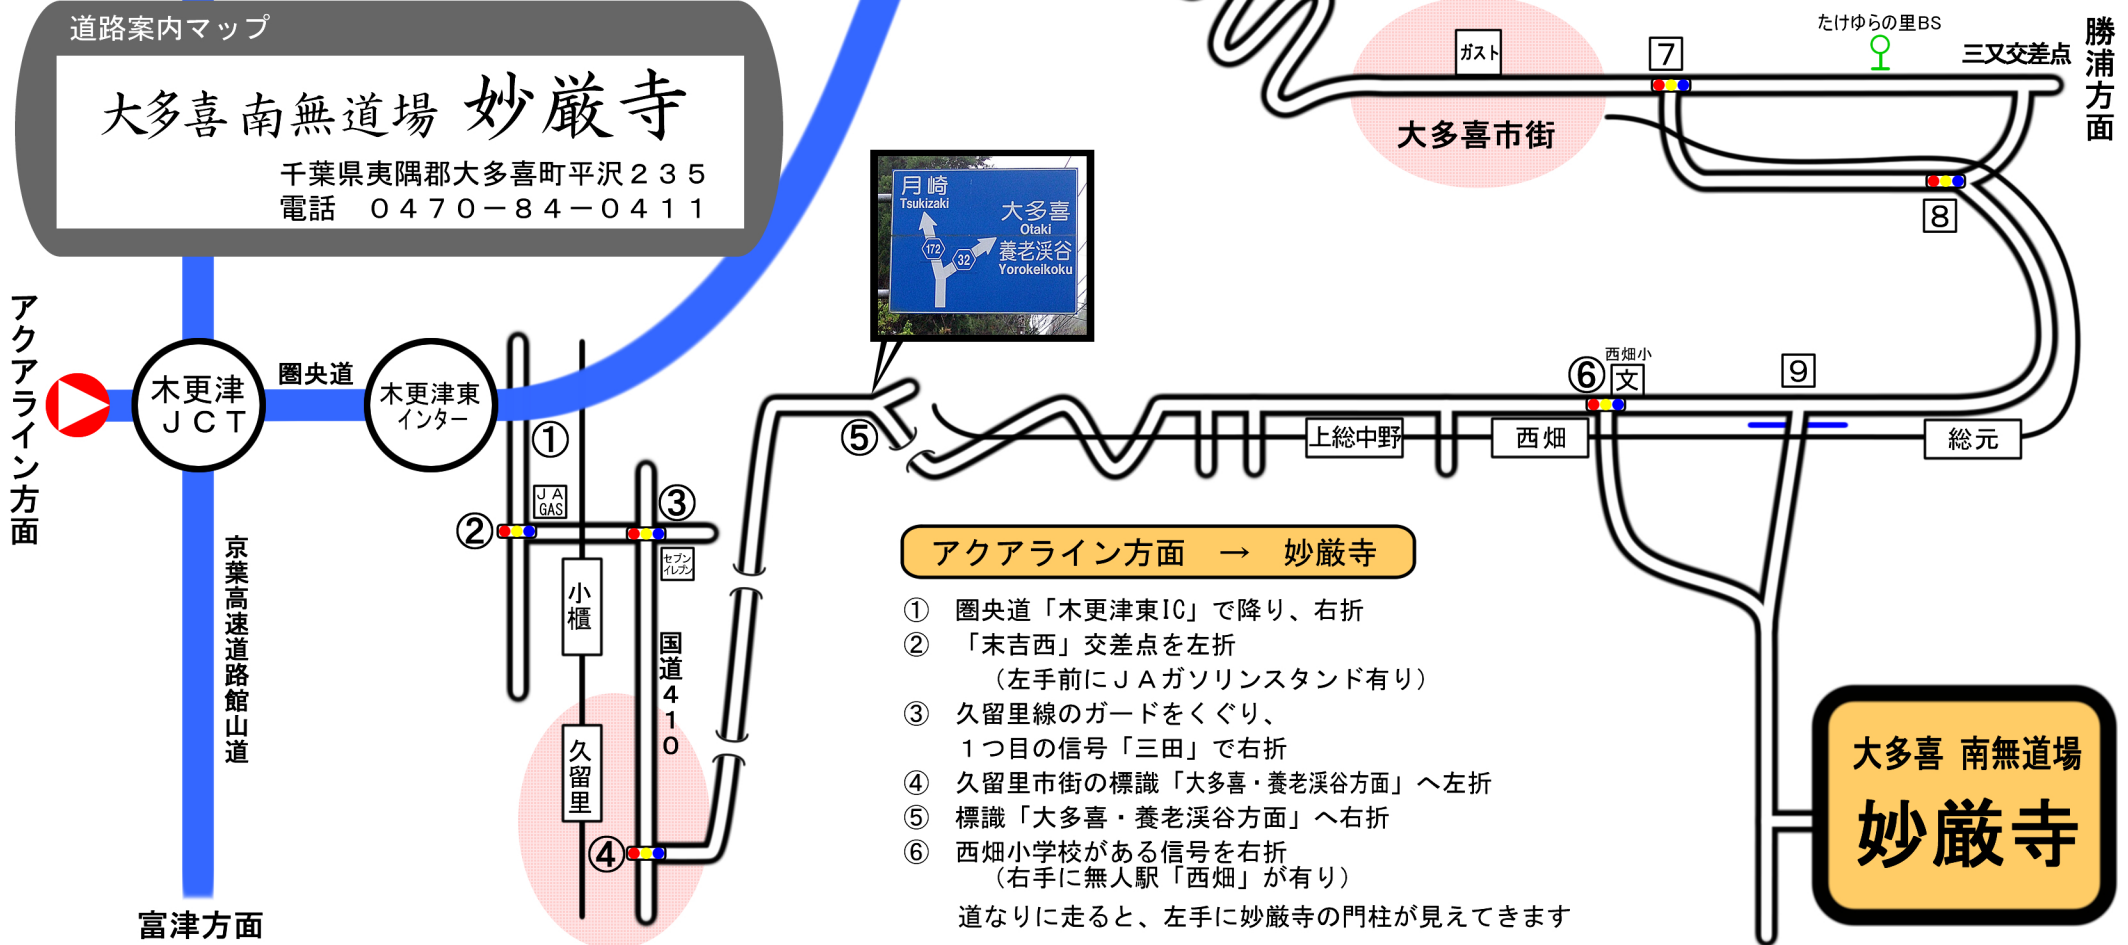 道路案内マップ
大多喜 南無道場 妙厳寺
千葉県夷隅郡大多喜町平沢２３５
電話　０４７０－８４－０４１１
アクアライン方面
木更津
ＪＣＴ
圏央道
木更津東
インター
京葉高速道路館山道
富津方面
①
②
ＪＡ
GAS
③
セブン
イレブン
小櫃
国道４１０
久留里
④
月崎
Tsukizaki
大多喜
Otaki
養老渓谷
Yorokeikoku
172
32
⑤
上総中野
西畑
⑥
西畑小
文
9
総元
ガスト
大多喜市街
7
たけゆらの里BS
三又交差点
勝浦方面
8
アクアライン方面　→　妙厳寺
①　圏央道「木更津東IC」で降り、右折
②　「末吉西」交差点を左折
（左手前にＪＡガソリンスタンド有り）
③　久留里線のガードをくぐり、
１つ目の信号「三田」で右折
④　久留里市街の標識「大多喜・養老渓谷方面」へ左折
⑤　標識「大多喜・養老渓谷方面」へ右折
⑥　西畑小学校がある信号を右折
（右手に無人駅「西畑」が有り）
道なりに走ると、左手に妙厳寺の門柱が見えてきます
大多喜 南無道場
妙厳寺